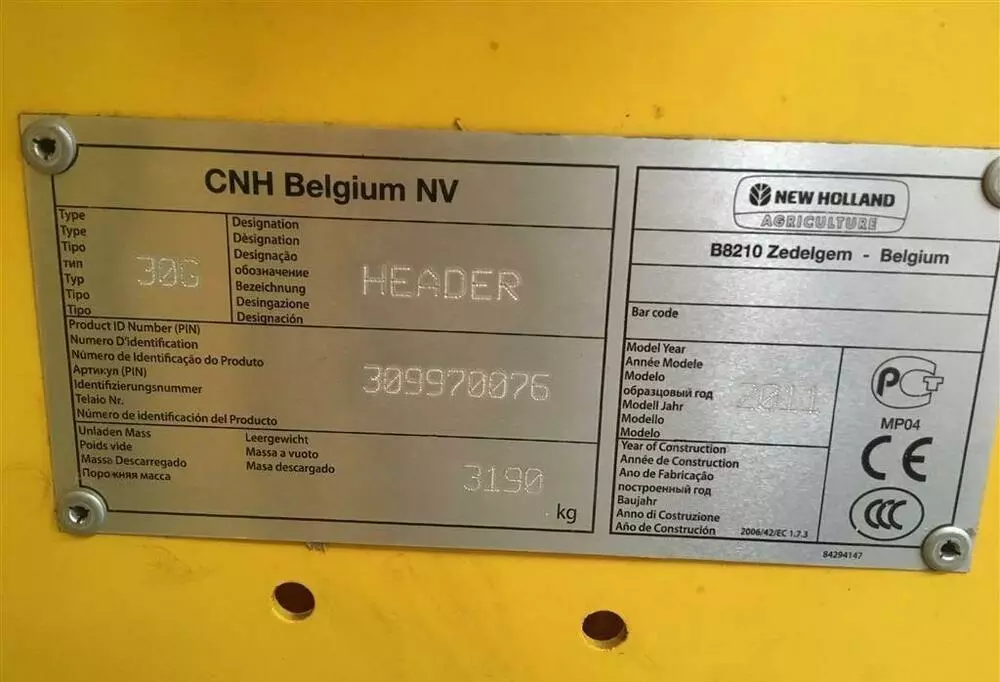 CNH Belgium NV
Type
Type
Tipo
тип
Typ
Tipo
Tipo
30G
Designation
Dèsignation
Designação
обозначение
Bezeichnung
Desingazione
Designación
HEADER
Product ID Number (PIN)
Numero D'identification
Número de Identificação do Produto
Артикул (PIN)
Identifizierungsnummer
Telaio Nr.
Número de identificación del Producto
309970076
Unladen Mass
Poids vide
Massa Descarregado
Порожняя масса
Leergewicht
Massa a vuoto
Masa descargado
3190
kg
NEW HOLLAND
AGRICULTURE
B8210 Zedelgem - Belgium
Bar code
Model Year
Année Modele
Modelo
образцовый год
Modell Jahr
Modello
Modelo
2011
Year of Construction
Année de Construction
Ano de Fabricação
построенный год
Baujahr
Anno di Costruzione
Año de Construción
2006/42/EC 1.7.3
РСТ
MP04
CE
CCC
84294147